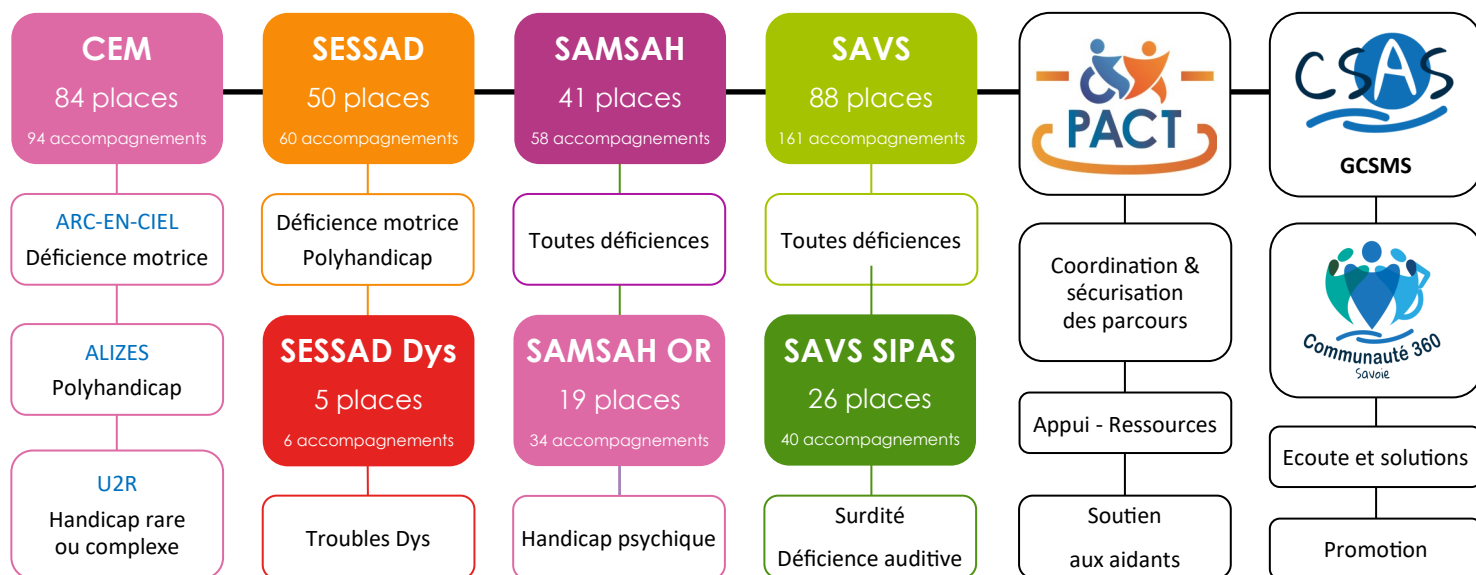 CEM
84 places
94 accompagnements
ARC-EN-CIEL
Déficience motrice
ALIZES
Polyhandicap
U2R
Handicap rare
ou complexe
SESSAD
50 places
60 accompagnements
Déficience motrice
Polyhandicap
SESSAD Dys
5 places
6 accompagnements
Troubles Dys
SAMSAH
41 places
58 accompagnements
Toutes déficiences
SAMSAH OR
19 places
34 accompagnements
Handicap psychique
SAVS
88 places
161 accompagnements
Toutes déficiences
SAVS SIPAS
26 places
40 accompagnements
Surdité
Déficience auditive
PACT
Coordination &
sécurisation
des parcours
Appui - Ressources
Soutien
aux aidants
CSAS
GCSMS
Communauté 360
Savoie
Ecoute et solutions
Promotion